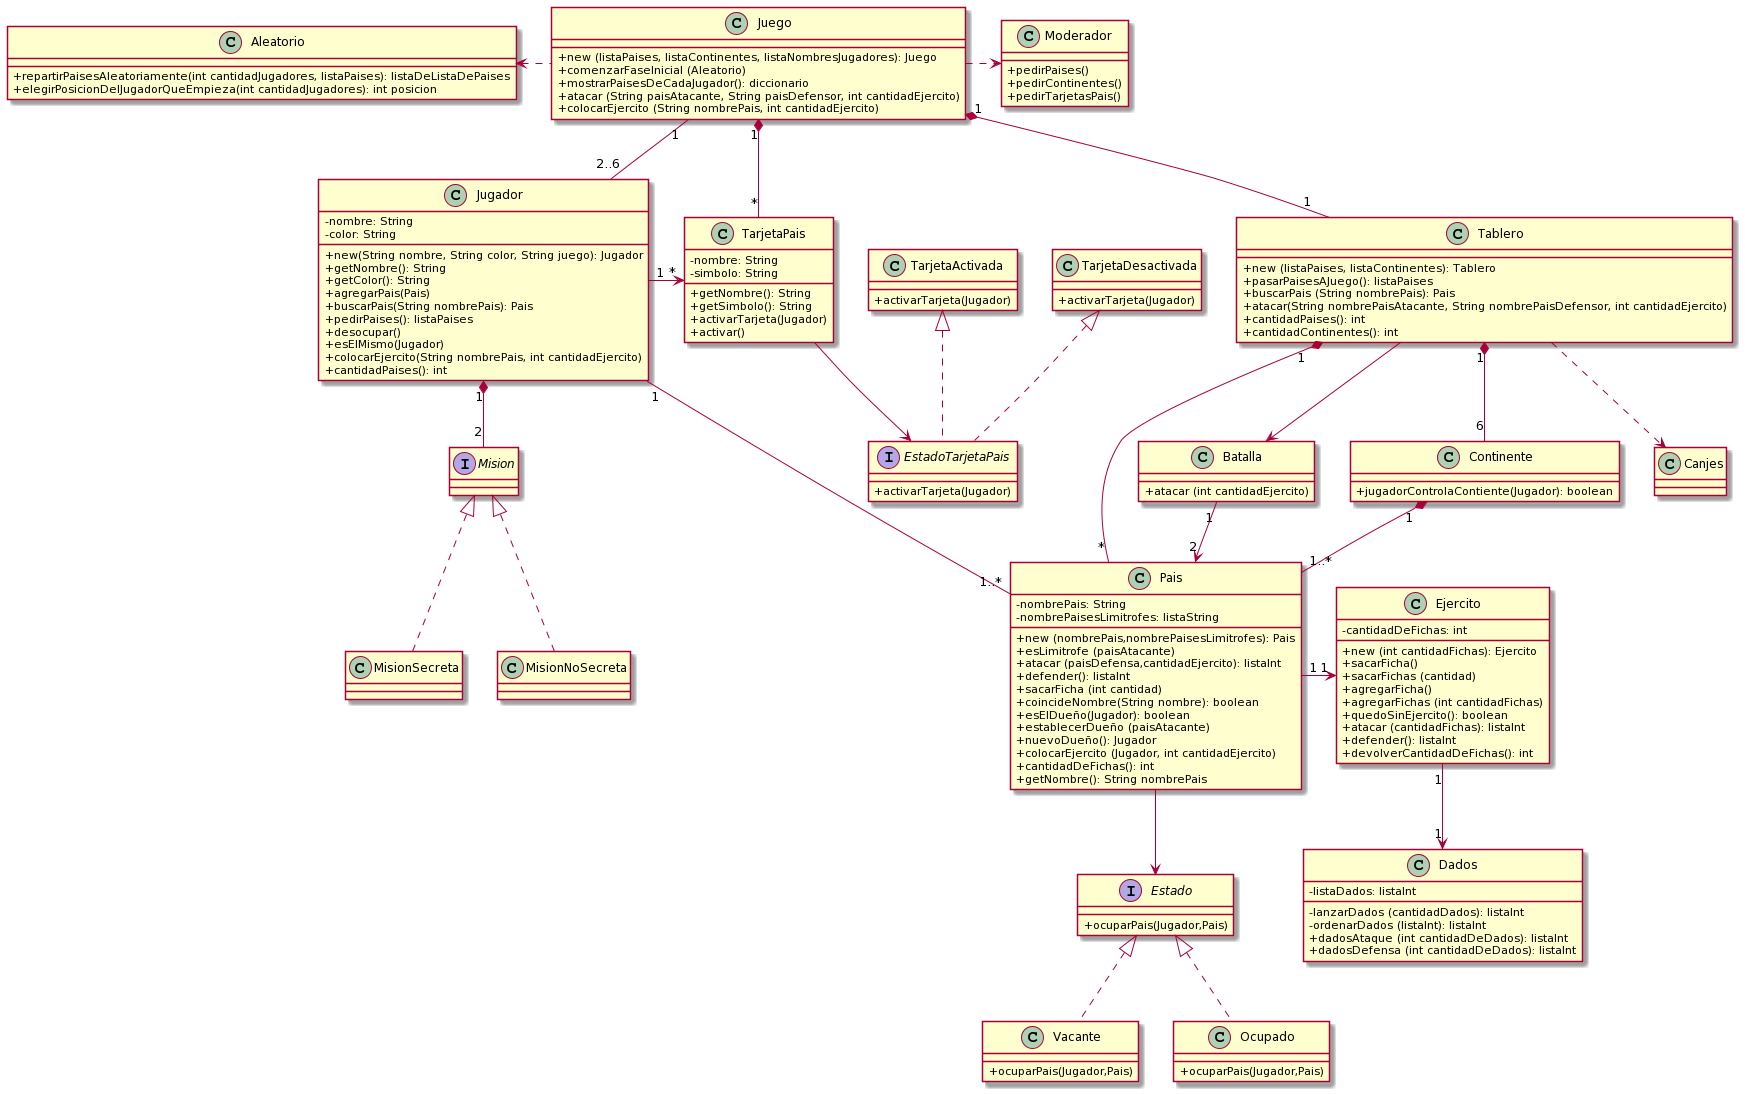 C Aleatorio
+repartirPaisesAleatoriamente(int cantidadJugadores, listaPaises): listaDeListaDePaises
+elegirPosicionDelJugadorQueEmpieza(int cantidadJugadores): int posicion
C Juego
+new (listaPaises, listaContinentes, listaNombresJugadores): Juego
+comenzarFaseInicial (Aleatorio)
+mostrarPaisesDeCadaJugador(): diccionario
+atacar (String paisAtacante, String paisDefensor, int cantidadEjercito)
+colocarEjercito (String nombrePais, int cantidadEjercito)
C Moderador
+pedirPaises()
+pedirContinentes()
+pedirTarjetasPais()
1
2..6
1
*
1
1
C Jugador
-nombre: String
-color: String
+new(String nombre, String color, String juego): Jugador
+getNombre(): String
+getColor(): String
+agregarPais(Pais)
+buscarPais(String nombrePais): Pais
+pedirPaises(): listaPaises
+desocupar()
+esElMismo(Jugador)
+colocarEjercito(String nombrePais, int cantidadEjercito)
+cantidadPaises(): int
1 *
C TarjetaPais
-nombre: String
-simbolo: String
+getNombre(): String
+getSimbolo(): String
+activarTarjeta(Jugador)
+activar()
C TarjetaActivada
+activarTarjeta(Jugador)
C TarjetaDesactivada
+activarTarjeta(Jugador)
C Tablero
+new (listaPaises, listaContinentes): Tablero
+pasarPaisesAJuego(): listaPaises
+buscarPais (String nombrePais): Pais
+atacar(String nombrePaisAtacante, String nombrePaisDefensor, int cantidadEjercito)
+cantidadPaises(): int
+cantidadContinentes(): int
1
2
1
1..*
1
*
1
6
I Mision
I EstadoTarjetaPais
+activarTarjeta(Jugador)
C Batalla
+atacar (int cantidadEjercito)
C Continente
+jugadorControlaContiente(Jugador): boolean
C Canjes
1
2
1
1..*
C MisionSecreta
C MisionNoSecreta
C Pais
-nombrePais: String
-nombrePaisesLimitrofes: listaString
+new (nombrePais,nombrePaisesLimitrofes): Pais
+esLimitrofe (paisAtacante)
+atacar (paisDefensa,cantidadEjercito): listaInt
+defender(): listaInt
+sacarFicha (int cantidad)
+coincideNombre(String nombre): boolean
+esElDueño(Jugador): boolean
+establecerDueño (paisAtacante)
+nuevoDueño(): Jugador
+colocarEjercito (Jugador, int cantidadEjercito)
+cantidadDeFichas(): int
+getNombre(): String nombrePais
1 1
C Ejercito
-cantidadDeFichas: int
+new (int cantidadFichas): Ejercito
+sacarFicha()
+sacarFichas (cantidad)
+agregarFicha()
+agregarFichas (int cantidadFichas)
+quedoSinEjercito(): boolean
+atacar (cantidadFichas): listaInt
+defender(): listaInt
+devolverCantidadDeFichas(): int
1
1
C Dados
-listaDados: listaInt
-lanzarDados (cantidadDados): listaInt
-ordenarDados (listaInt): listaInt
+dadosAtaque (int cantidadDeDados): listaInt
+dadosDefensa (int cantidadDeDados): listaInt
I Estado
+ocuparPais(Jugador,Pais)
C Vacante
+ocuparPais(Jugador,Pais)
C Ocupado
+ocuparPais(Jugador,Pais)